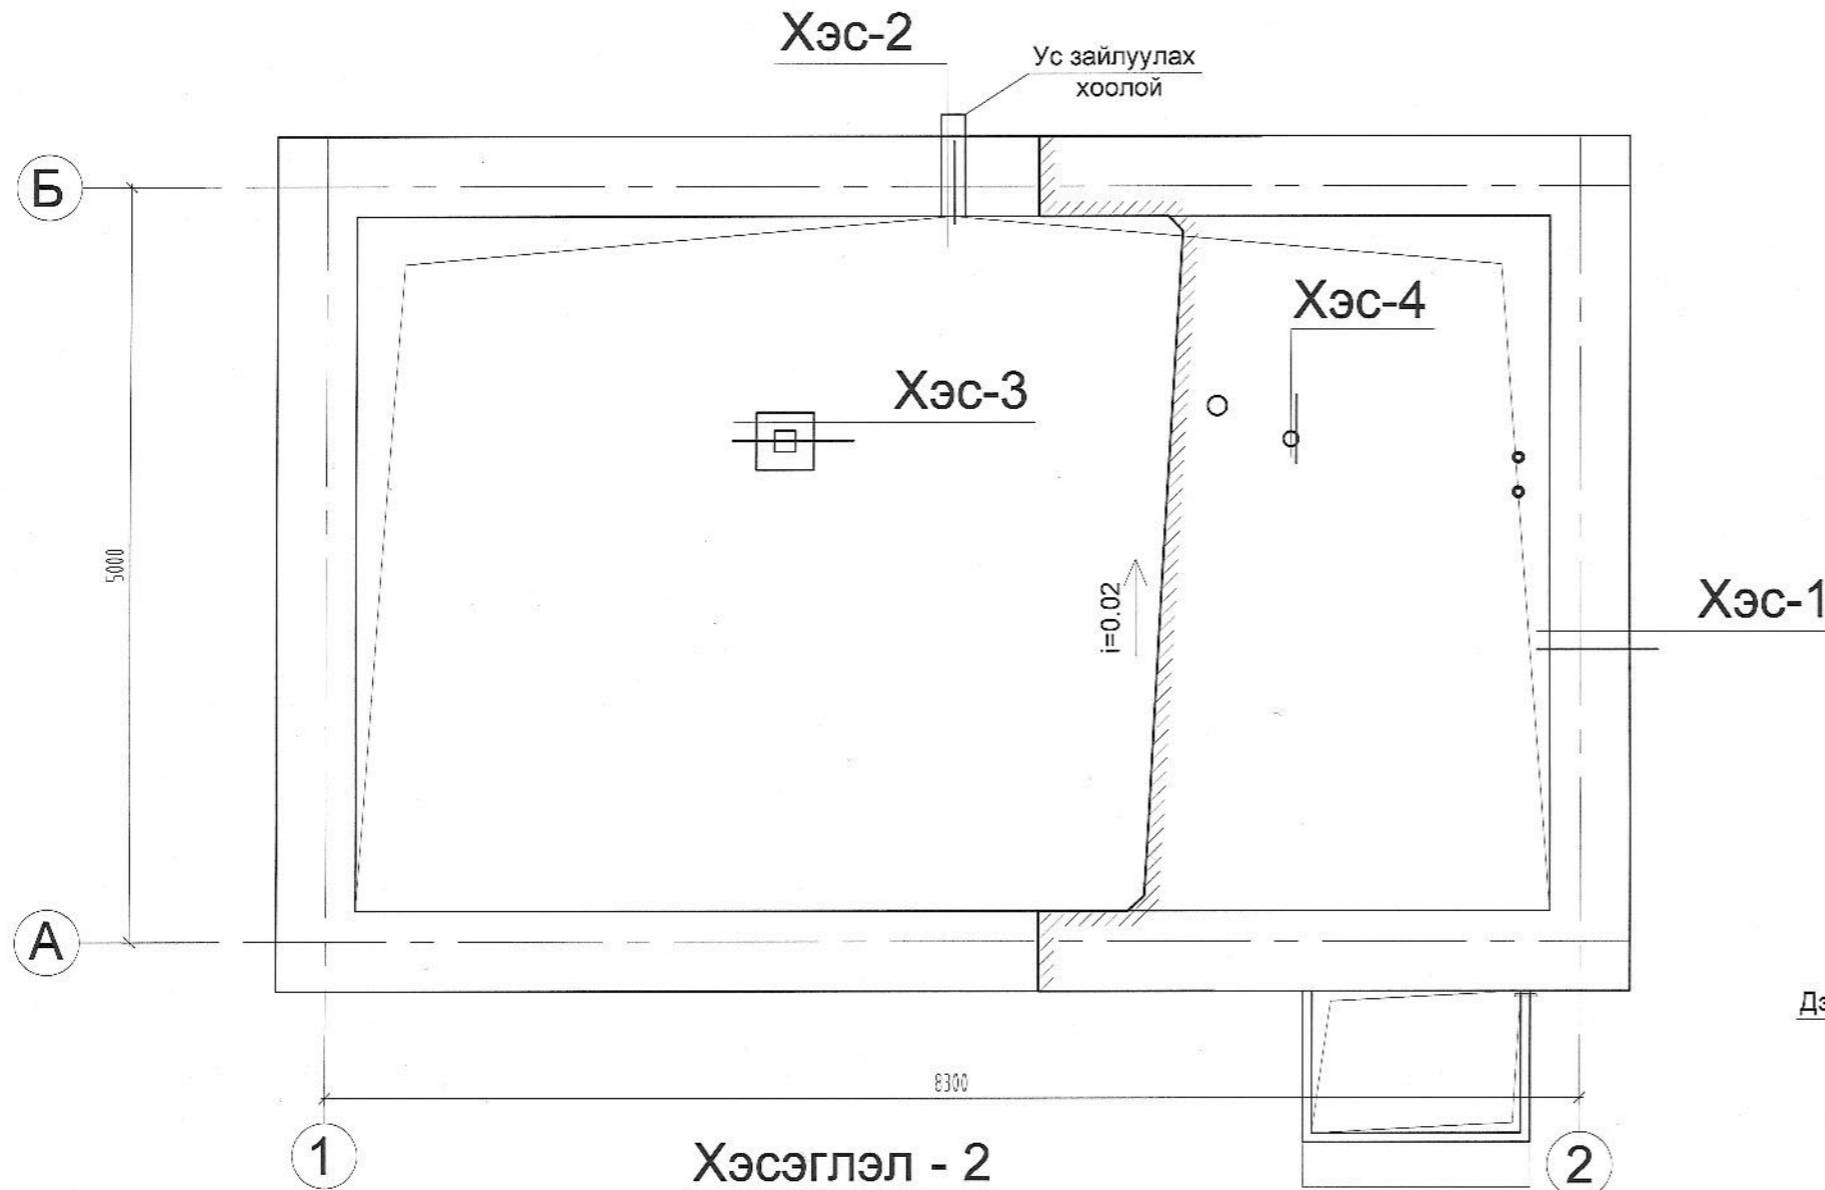 Хэс-2
Ус зайлуулах
хоолой
Б
Хэс-4
Хэс-3
5000
i=0.02
Хэс-1
А
Дэ
8300
1
Хэсэглэл - 2
2